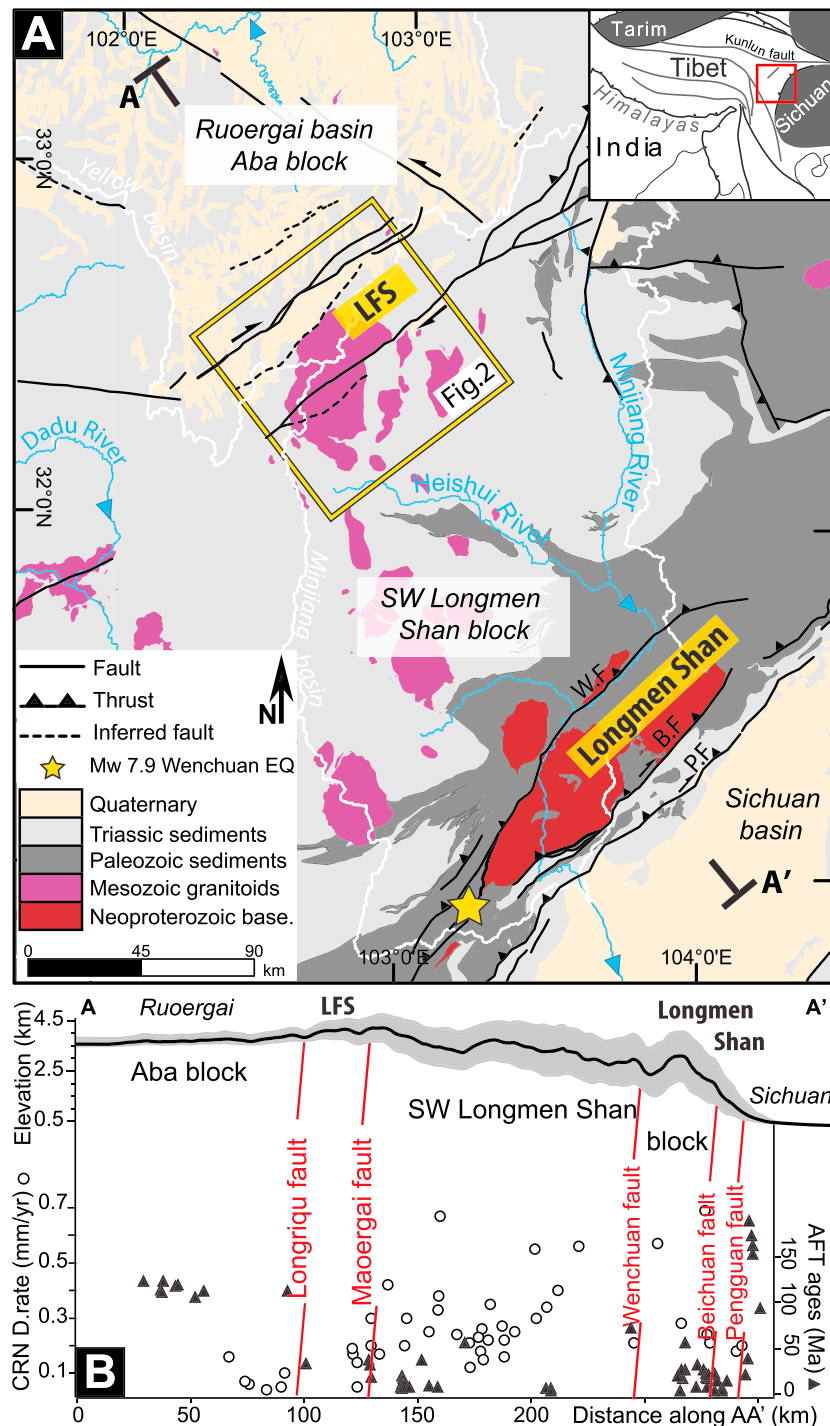 A
102°0'E
103°0'E
Tarim
Kunlun fault
Tibet
Sichuan
Himalayas
India
A
Ruoergai basin
Aba block
33°0'N
Yellow basin
LFS
Fig.2
Minjiang River
Dadu River
Heishui River
32°0'N
Minjiang basin
SW Longmen
Shan block
W.F
Longmen Shan
B.F
P.F
Sichuan
basin
A'
Fault
Thrust
Inferred fault
N
Mw 7.9 Wenchuan EQ
Quaternary
Triassic sediments
Paleozoic sediments
Mesozoic granitoids
Neoproterozoic base.
0 45 90
km
103°0'E
104°0'E
A Ruoergai LFS Longmen A'
Shan
4.5
2.5
0.5
Elevation (km)
Aba block
SW Longmen Shan
block
Sichuan
Longriqu fault
Maoergai fault
Wenchuan fault
Beichuan fault
Pengguan fault
CRN D.rate (mm/yr)
0.7
0.5
0.3
0.1
AFT ages (Ma)
150
100
50
0
B
0 50 100 150 200 Distance along AA' (km)